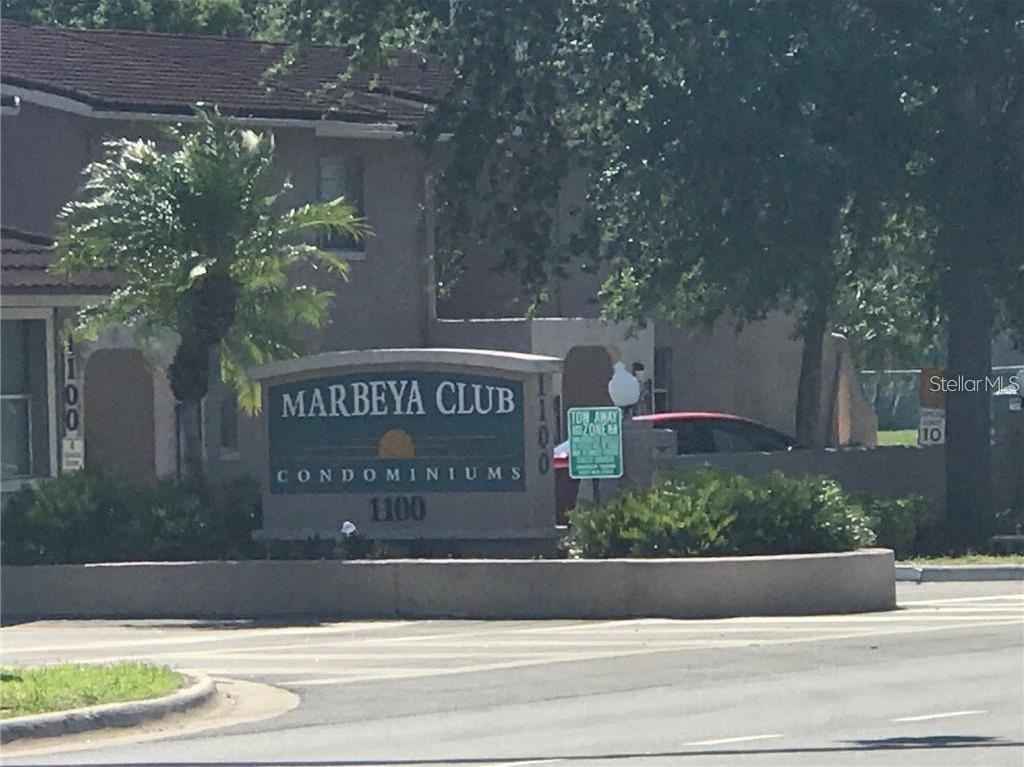 MARBEYA CLUB
CONDOMINIUMS
1100
1100
1100
TOW AWAY
ZONE
10
StellarMLS